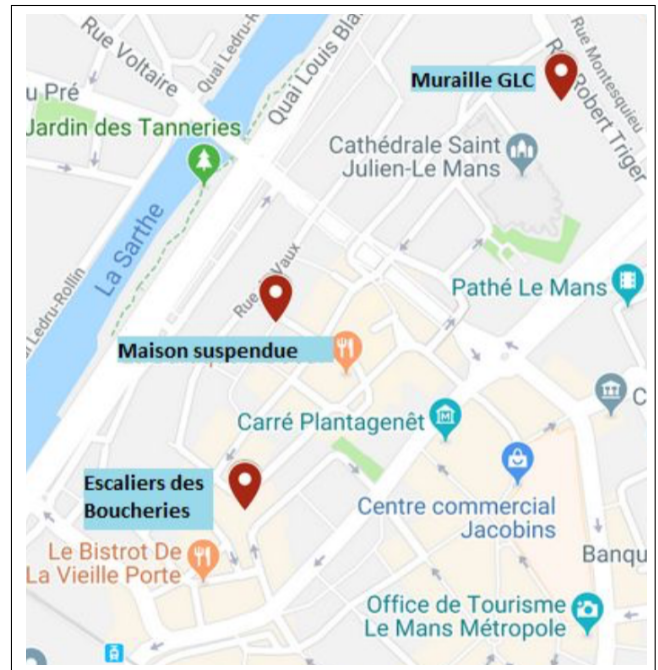 Rue Voltaire
Quai Ledru-Rollin
Quai Louis Bla
Rue Montesquieu
Rue Robert Triger
Muraille GLC
u Pré
Jardin des Tanneries
Cathédrale Saint
Julien-Le Mans
La Sarthe
Ledru-Rollin
Rue
Vaux
Pathé Le Mans
Maison suspendue
C
Carré Plantagenêt
M
Escaliers des
Boucheries
Centre commercial
Jacobins
Le Bistrot De
La Vieille Porte
Banqu
Office de Tourisme
Le Mans Métropole